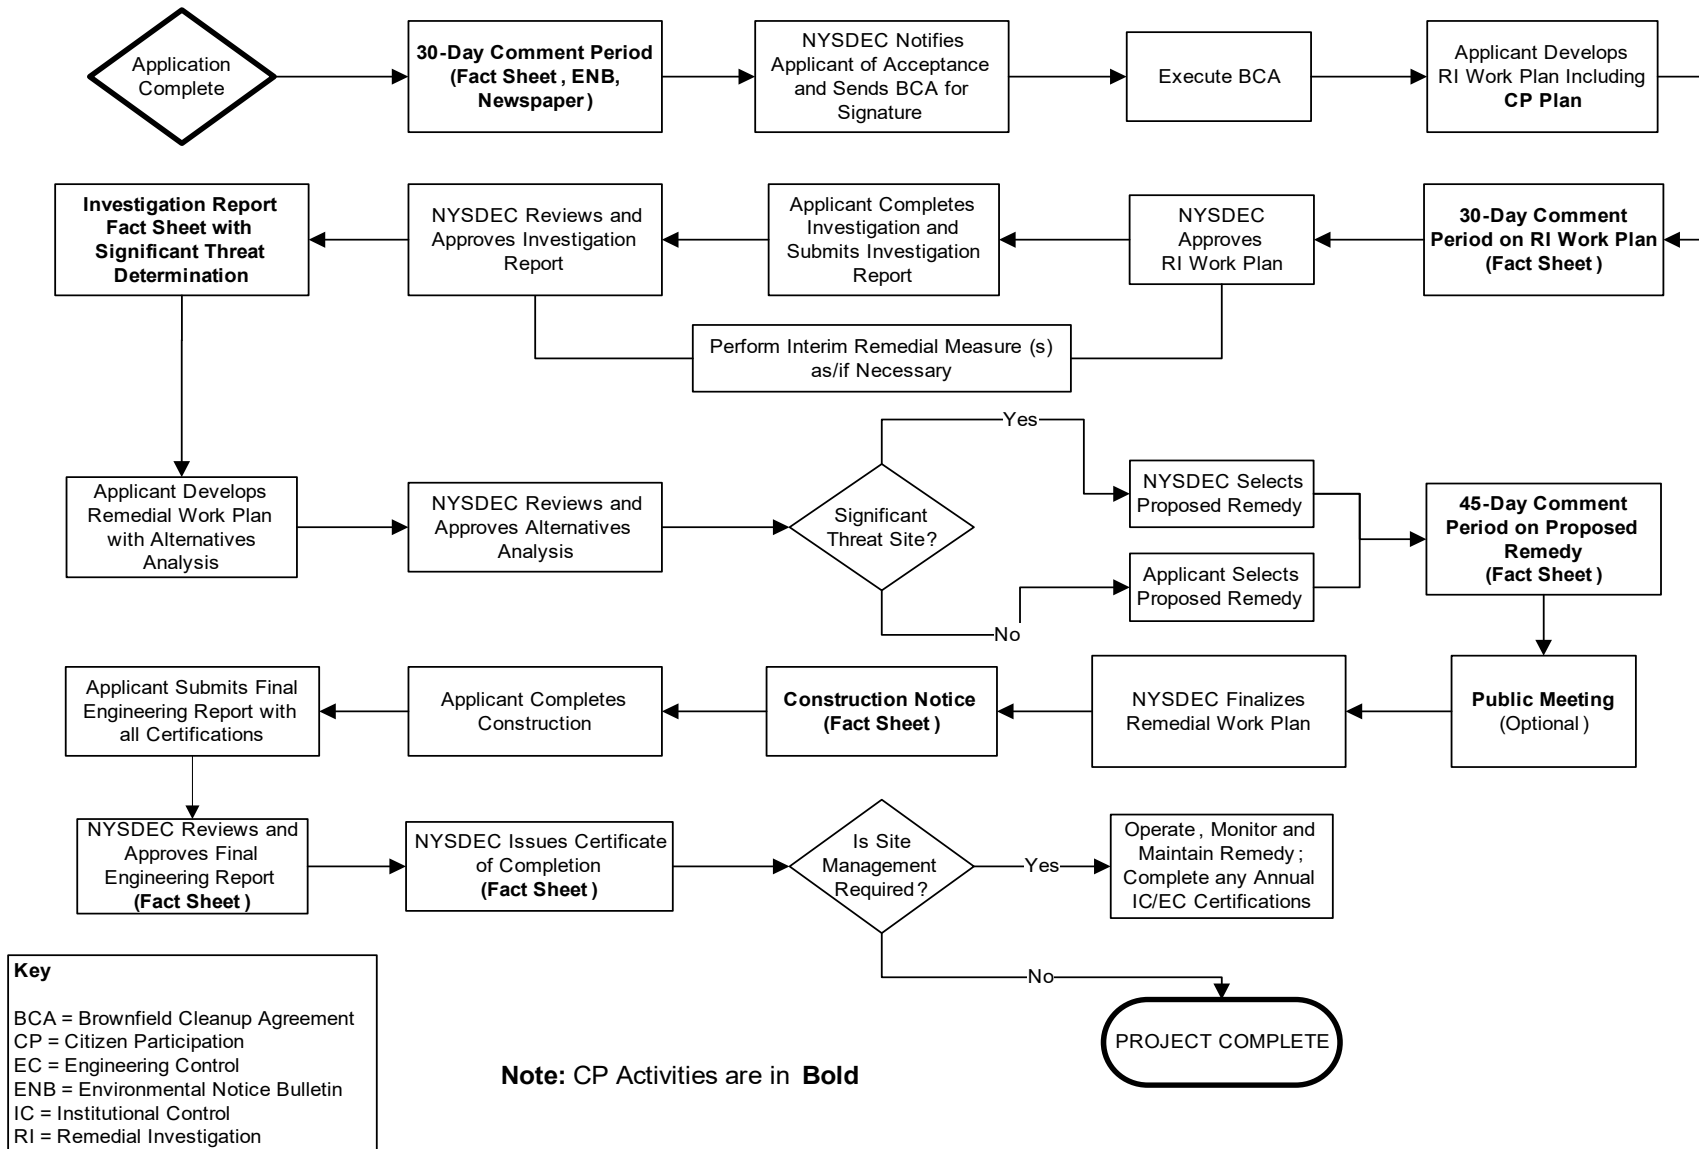 Application
Complete
30-Day Comment Period
(Fact Sheet, ENB,
Newspaper)
NYSDEC Notifies
Applicant of Acceptance
and Sends BCA for
Signature
Execute BCA
Applicant Develops
RI Work Plan Including
CP Plan
Investigation Report
Fact Sheet with
Significant Threat
Determination
NYSDEC Reviews and
Approves Investigation
Report
Applicant Completes
Investigation and
Submits Investigation
Report
NYSDEC
Approves
RI Work Plan
30-Day Comment
Period on RI Work Plan
(Fact Sheet)
Perform Interim Remedial Measure (s)
as/if Necessary
Applicant Develops
Remedial Work Plan
with Alternatives
Analysis
NYSDEC Reviews and
Approves Alternatives
Analysis
Significant
Threat Site?
Yes
No
NYSDEC Selects
Proposed Remedy
Applicant Selects
Proposed Remedy
45-Day Comment
Period on Proposed
Remedy
(Fact Sheet)
Applicant Submits Final
Engineering Report with
all Certifications
Applicant Completes
Construction
Construction Notice
(Fact Sheet)
NYSDEC Finalizes
Remedial Work Plan
Public Meeting
(Optional)
NYSDEC Reviews and
Approves Final
Engineering Report
(Fact Sheet)
NYSDEC Issues Certificate
of Completion
(Fact Sheet)
Is Site
Management
Required?
Yes
Operate, Monitor and
Maintain Remedy;
Complete any Annual
IC/EC Certifications
No
PROJECT COMPLETE
Key
BCA = Brownfield Cleanup Agreement
CP = Citizen Participation
EC = Engineering Control
ENB = Environmental Notice Bulletin
IC = Institutional Control
RI = Remedial Investigation
Note: CP Activities are in Bold